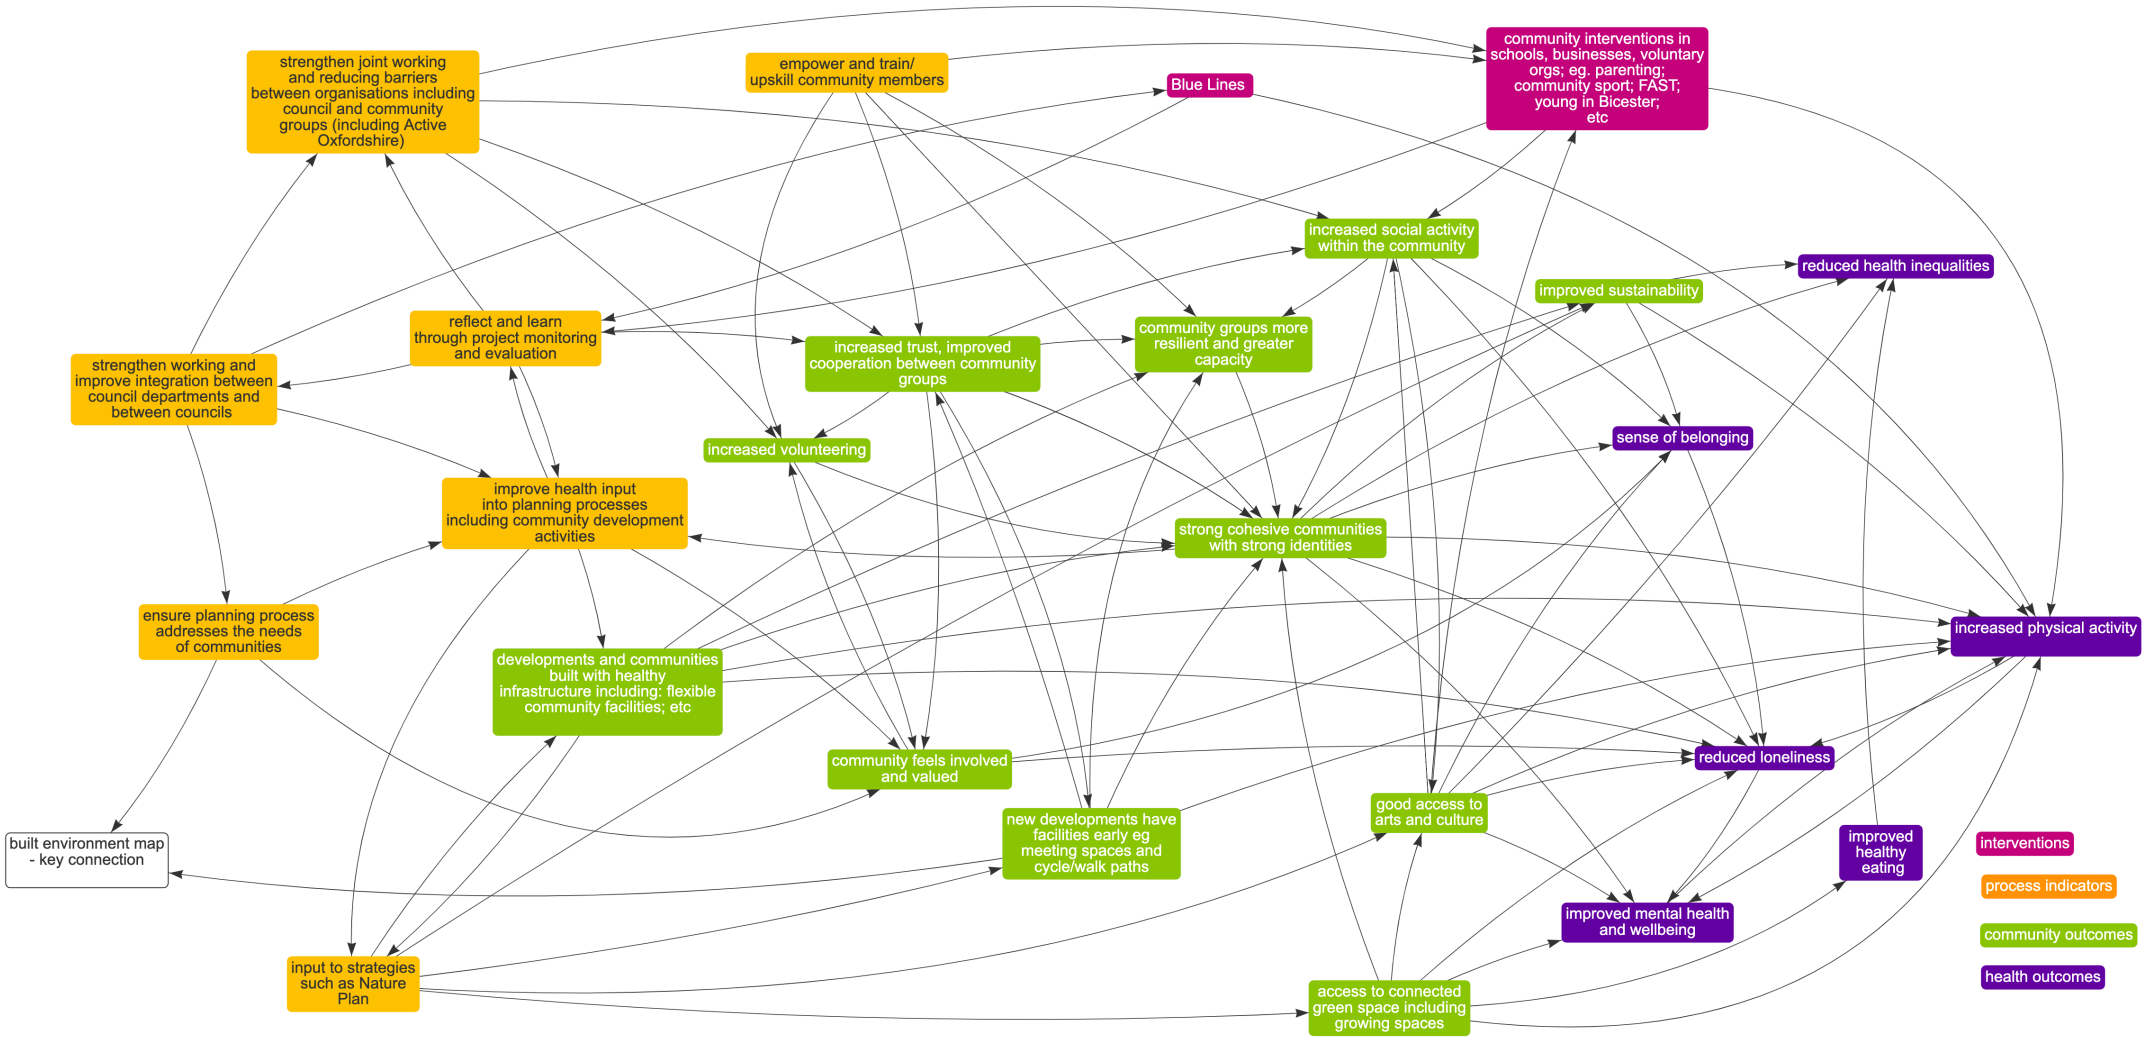 strengthen joint working
and reducing barriers
between organisations including
council and community
groups (including Active
Oxfordshire)
empower and train/
upskill community members
Blue Lines
community interventions in
schools, businesses, voluntary
orgs; eg. parenting;
community sport; FAST;
young in Bicester;
etc
increased social activity
within the community
reduced health inequalities
improved sustainability
reflect and learn
through project monitoring
and evaluation
increased trust, improved
cooperation between community
groups
community groups more
resilient and greater
capacity
strengthen working and
improve integration between
council departments and
between councils
increased volunteering
sense of belonging
improve health input
into planning processes
including community development
activities
strong cohesive communities
with strong identities
ensure planning process
addresses the needs
of communities
increased physical activity
developments and communities
built with healthy
infrastructure including: flexible
community facilities; etc
community feels involved
and valued
reduced loneliness
good access to
arts and culture
new developments have
facilities early eg
meeting spaces and
cycle/walk paths
built environment map
- key connection
improved
healthy
eating
interventions
process indicators
improved mental health
and wellbeing
community outcomes
input to strategies
such as Nature
Plan
access to connected
green space including
growing spaces
health outcomes